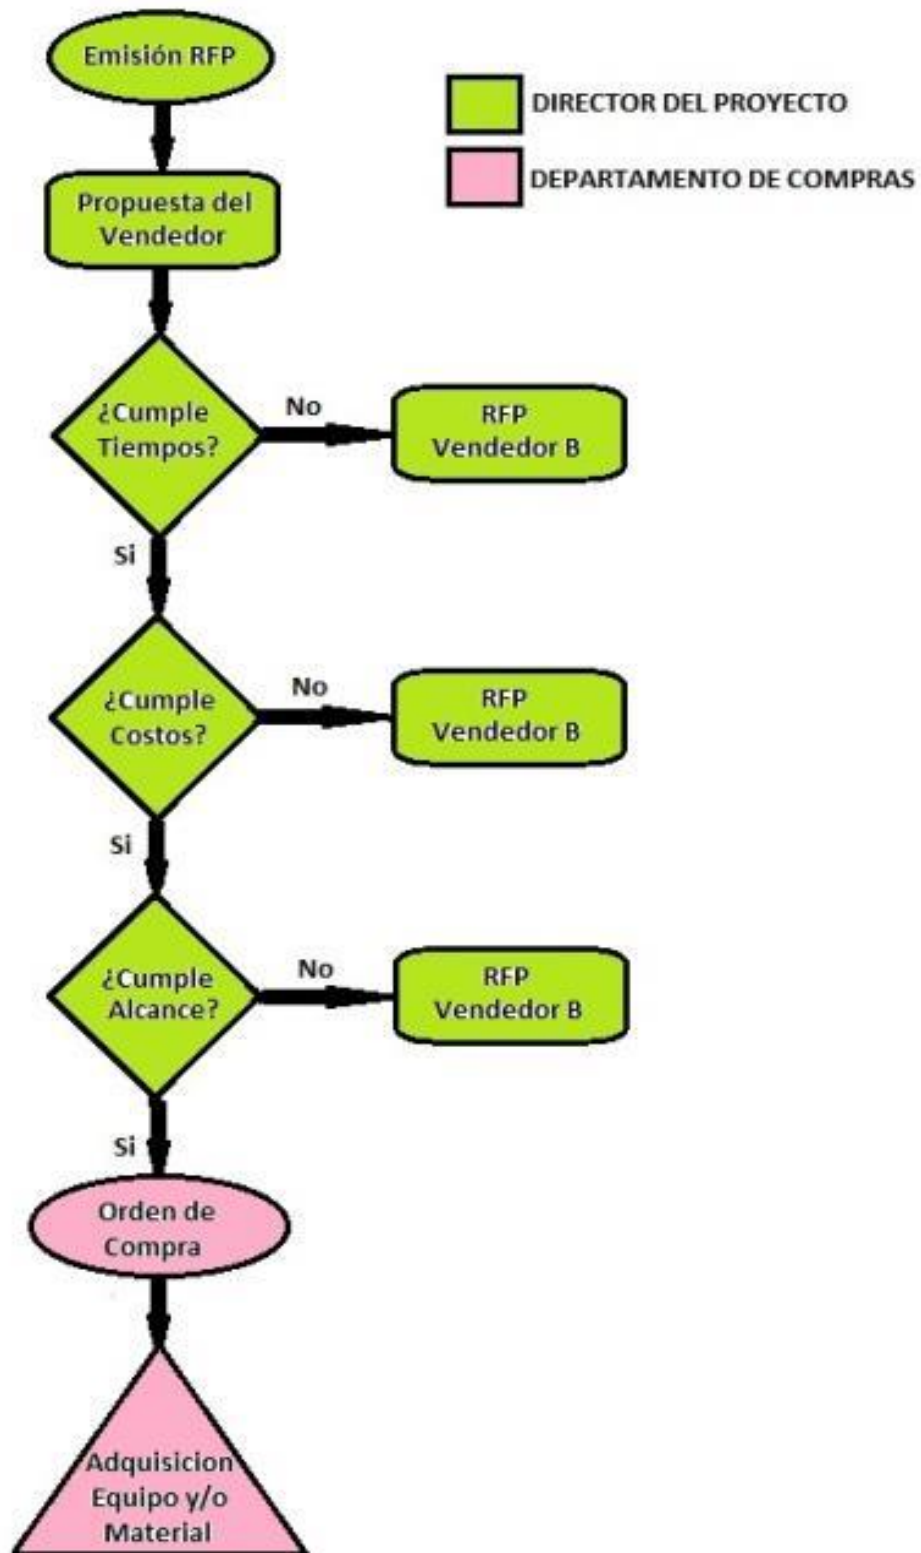 Emisión RFP
DIRECTOR DEL PROYECTO
DEPARTAMENTO DE COMPRAS
Propuesta del
Vendedor
¿Cumple
Tiempos?
No
RFP
Vendedor B
Si
¿Cumple
Costos?
No
RFP
Vendedor B
Si
¿Cumple
Alcance?
No
RFP
Vendedor B
Si
Orden de
Compra
Adquisicion
Equipo y/o
Material